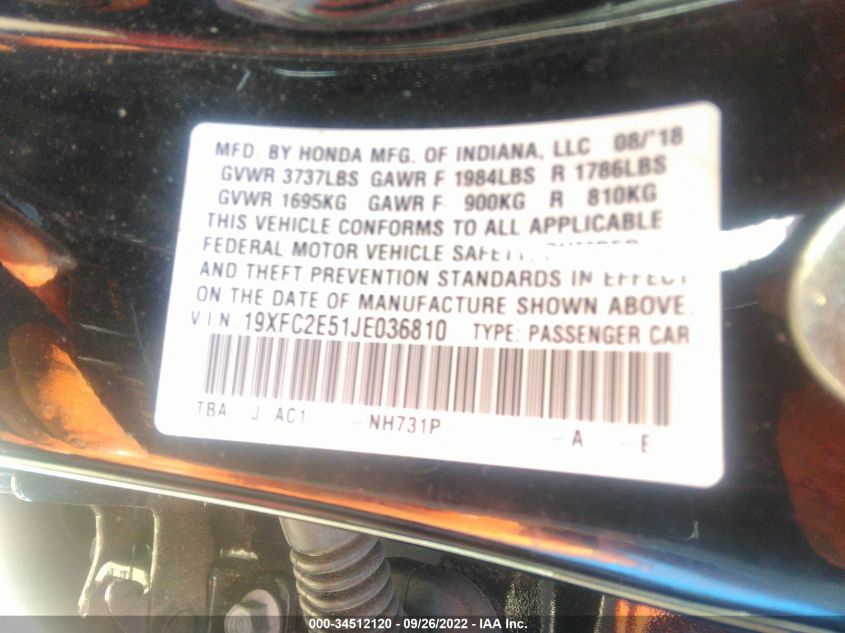 MFD. BY HONDA MFG. OF INDIANA, LLC 08/'18
GVWR 3737LBS GAWR F 1984LBS R 1786LBS
GVWR 1695KG GAWR F 900KG R 810KG
THIS VEHICLE CONFORMS TO ALL APPLICABLE
FEDERAL MOTOR VEHICLE SAFETY,
AND THEFT PREVENTION STANDARDS IN EFFECT
ON THE DATE OF MANUFACTURE SHOWN ABOVE.
V I N 19XFC2E51JE036810 TYPE: PASSENGER CAR
TBA J AC1 - NH731P - A - E
000-34512120 - 09/26/2022 - IAA Inc.